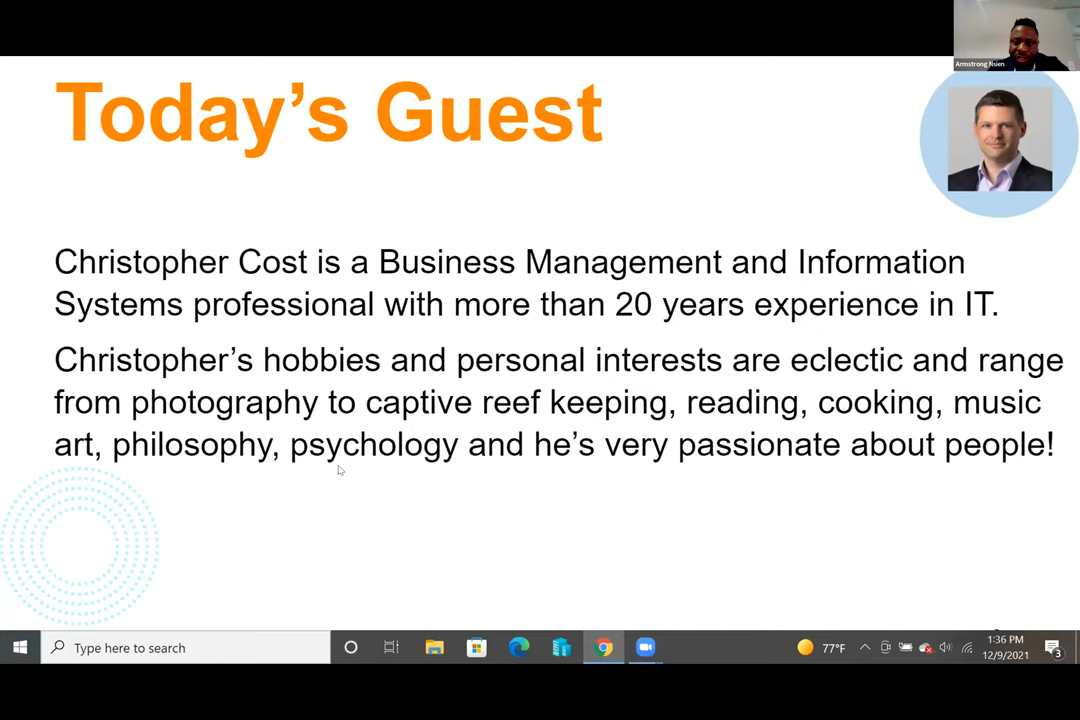 Armstrong Nsien
Today’s Guest
Christopher Cost is a Business Management and Information
Systems professional with more than 20 years experience in IT.
Christopher’s hobbies and personal interests are eclectic and range
from photography to captive reef keeping, reading, cooking, music
art, philosophy, psychology and he’s very passionate about people!
Type here to search
77°F
1:36 PM
12/9/2021
3